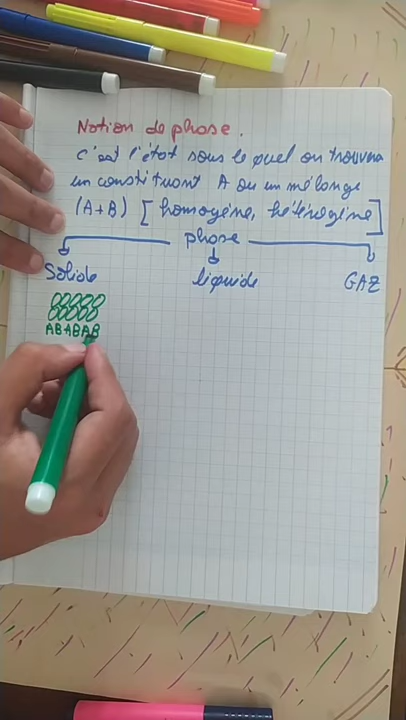 Notion de phase.
c'est l'état sous le quel on trouvera
un constituant A ou un mélange
(A+B) [homogène, hétérogène]
phase
Solide liquide GAZ
ABABAB